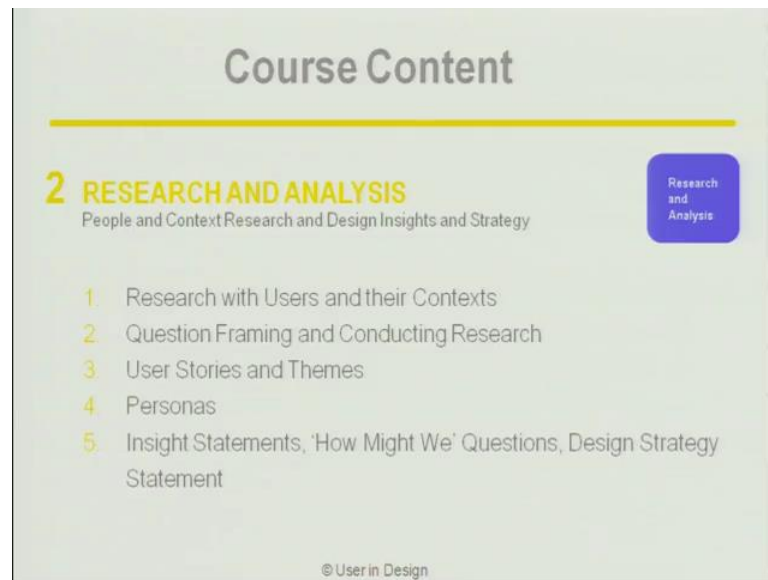 Course Content
2 RESEARCH AND ANALYSIS
People and Context Research and Design Insights and Strategy
Research
and
Analysis
1. Research with Users and their Contexts
2. Question Framing and Conducting Research
3. User Stories and Themes
4. Personas
5. Insight Statements, ‘How Might We’ Questions, Design Strategy
Statement
© User in Design